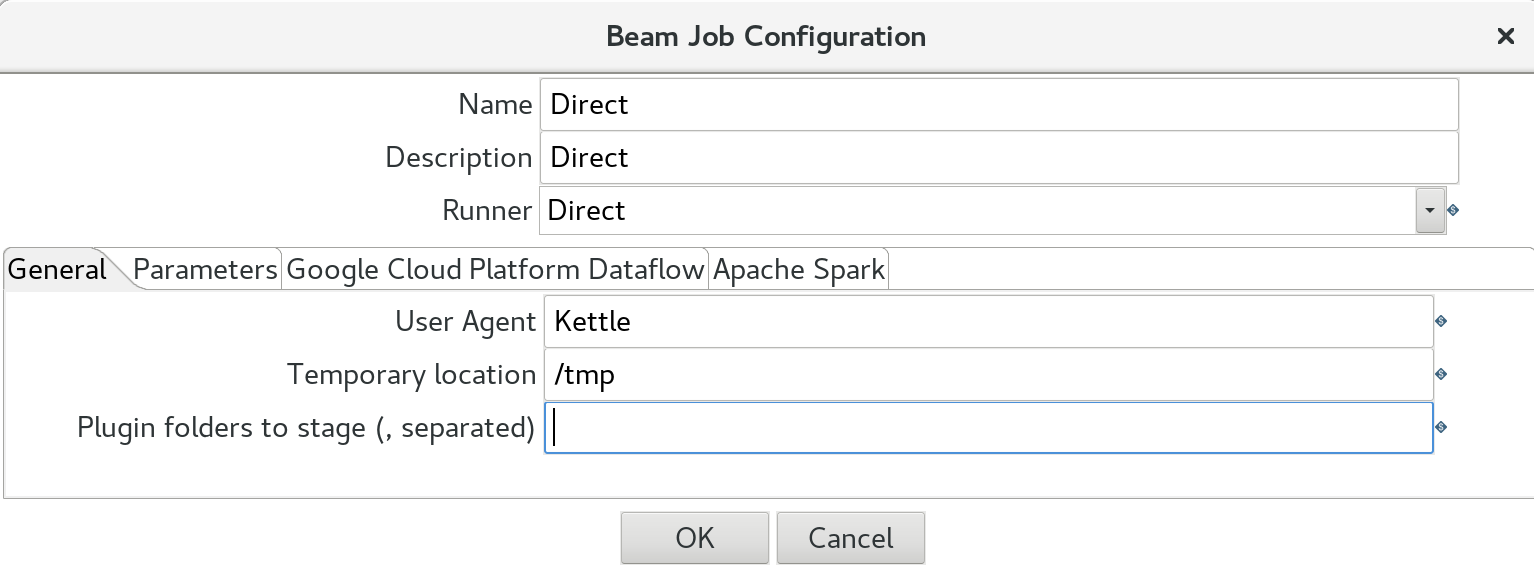 Beam Job Configuration
Name Direct
Description Direct
Runner Direct
General Parameters Google Cloud Platform Dataflow Apache Spark
User Agent Kettle
Temporary location /tmp
Plugin folders to stage (, separated)
OK Cancel